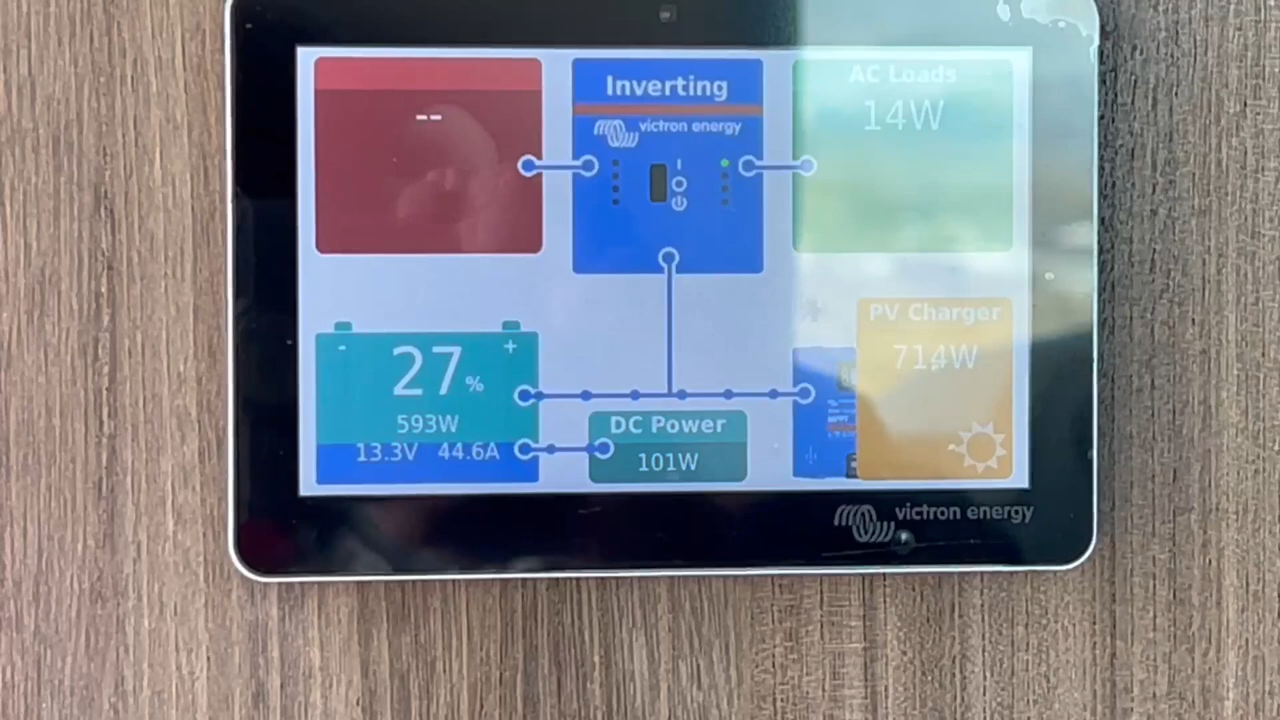 --
Inverting
victron energy
AC Loads
14W
27%
- +
593W
13.3V 44.6A
DC Power
101W
PV Charger
714W
victron energy